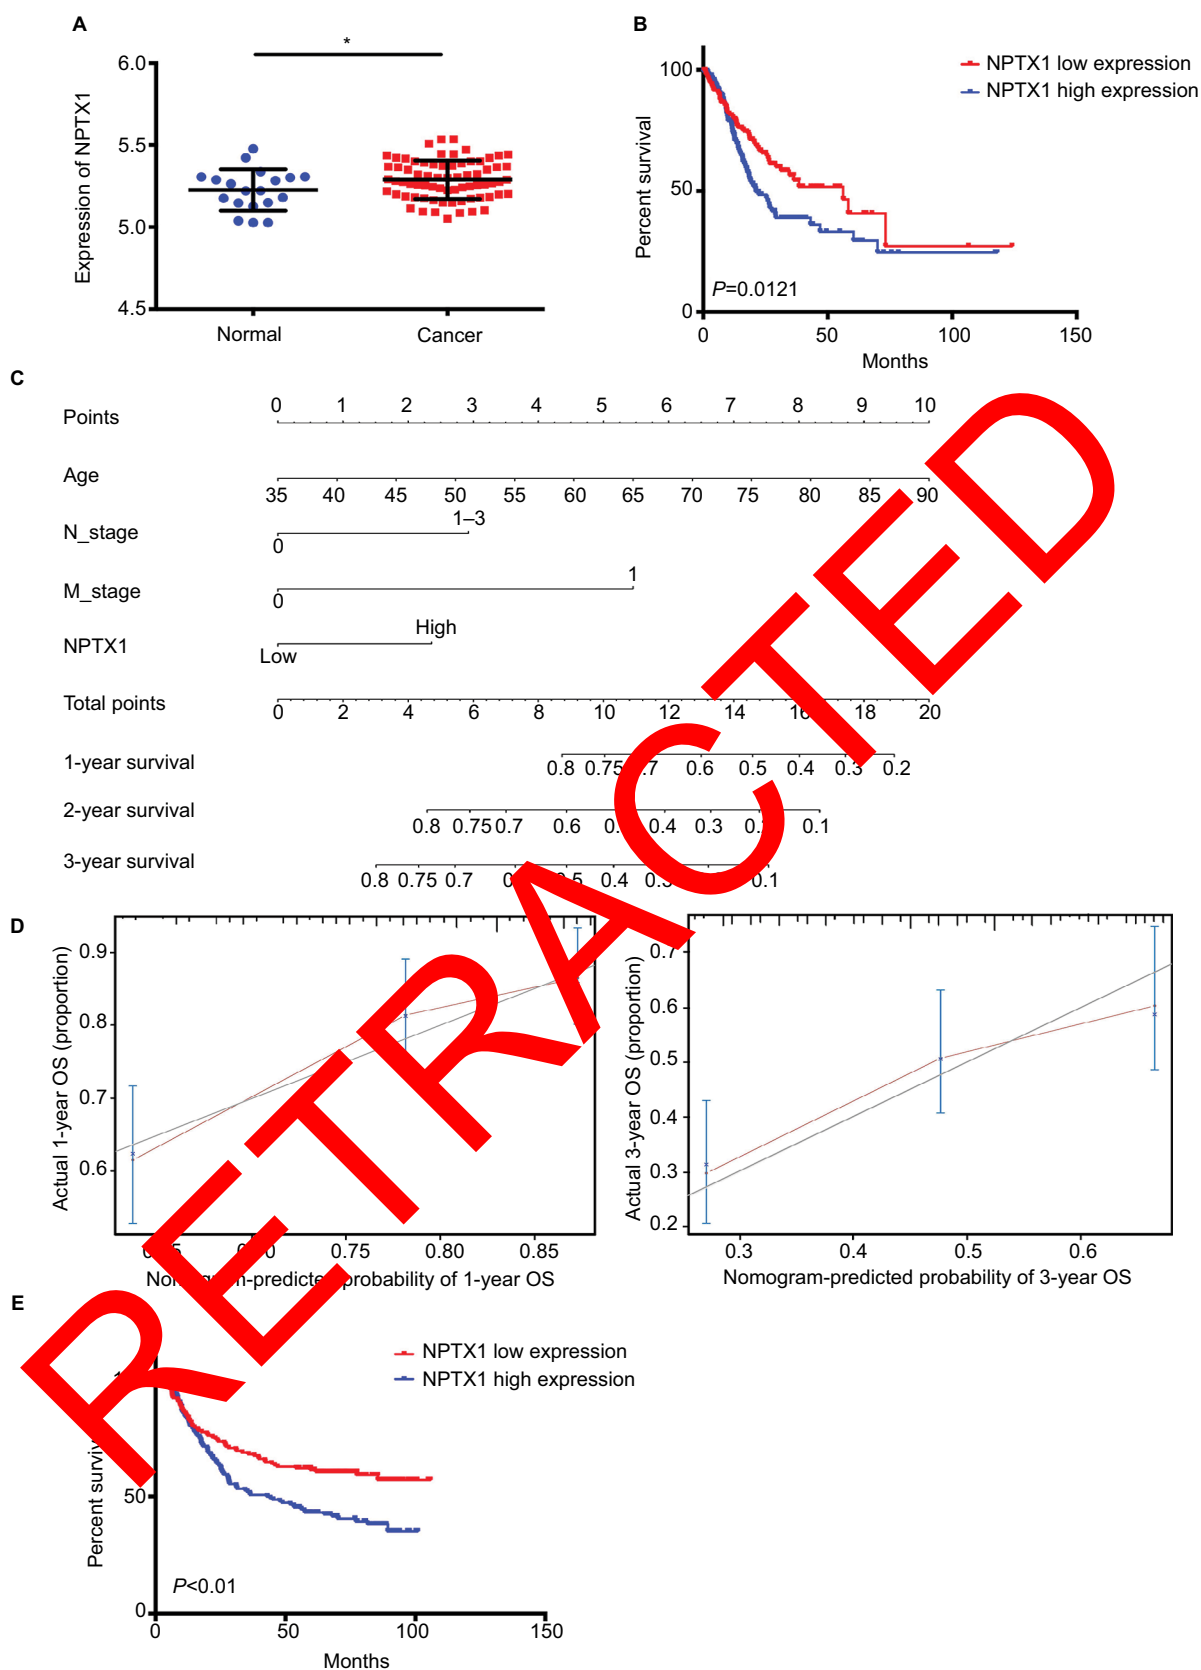 A
*
6.0
5.5
5.0
4.5
Expression of NPTX1
Normal
Cancer
B
NPTX1 low expression
NPTX1 high expression
100
50
0
Percent survival
P=0.0121
0 50 100 150
Months
C
Points
0 1 2 3 4 5 6 7 8 9 10
Age
35 40 45 50 55 60 65 70 75 80 85 90
N_stage
1–3
0
M_stage
1
0
NPTX1
High
Low
Total points
0 2 4 6 8 10 12 14 16 18 20
1-year survival
0.8 0.75 0.7 0.6 0.5 0.4 0.3 0.2
2-year survival
0.8 0.75 0.7 0.6 0.4 0.3 0.1
3-year survival
0.8 0.75 0.7 0.4 0.1
RETRACTED
D
0.9
0.8
0.7
0.6
Actual 1-year OS (proportion)
0.75 0.80 0.85
Nomogram-predicted probability of 1-year OS
0.7
0.6
0.5
0.4
0.3
0.2
Actual 3-year OS (proportion)
0.3 0.4 0.5 0.6
Nomogram-predicted probability of 3-year OS
E
NPTX1 low expression
NPTX1 high expression
50
0
Percent survival
P<0.01
0 50 100 150
Months